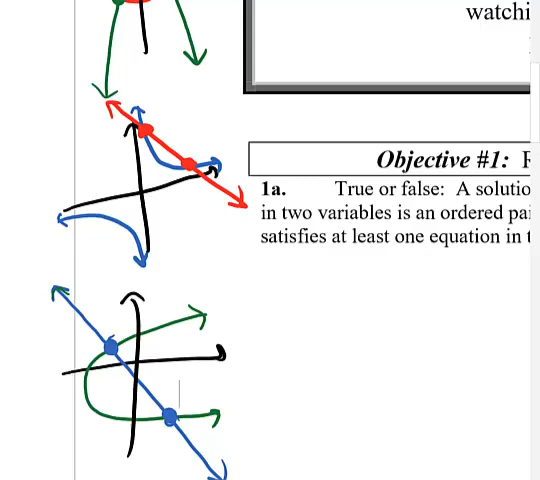 watchi
Objective #1:
1a. True or false: A solutio
in two variables is an ordered pai
satisfies at least one equation in t